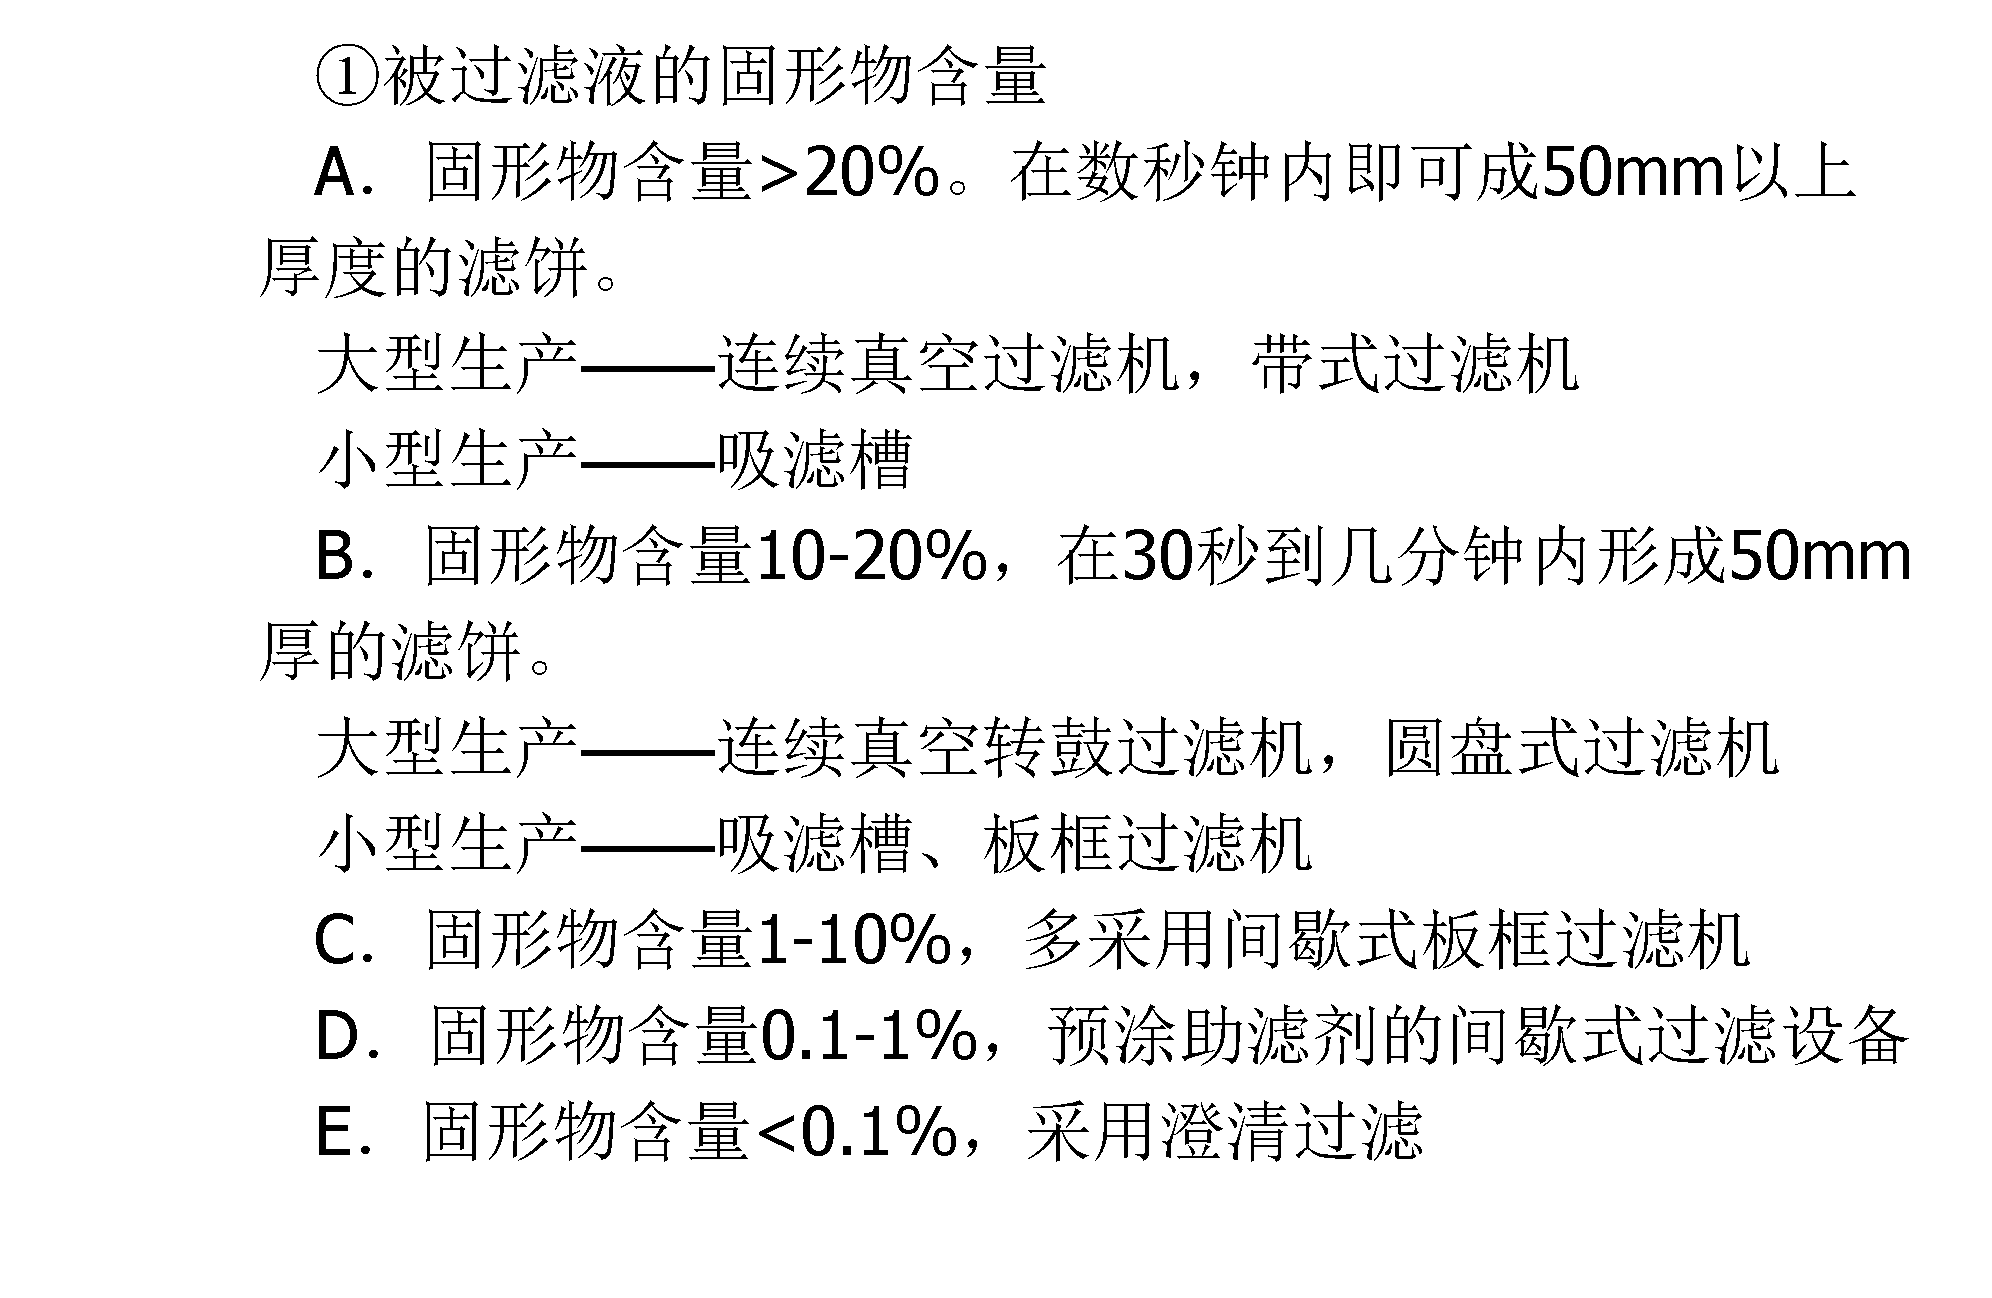 ①被过滤液的固形物含量
A．固形物含量>20%。在数秒钟内即可成50mm以上
厚度的滤饼。
大型生产——连续真空过滤机，带式过滤机
小型生产——吸滤槽
B．固形物含量10-20%，在30秒到几分钟内形成50mm
厚的滤饼。
大型生产——连续真空转鼓过滤机，圆盘式过滤机
小型生产——吸滤槽、板框过滤机
C．固形物含量1-10%，多采用间歇式板框过滤机
D．固形物含量0.1-1%，预涂助滤剂的间歇式过滤设备
E．固形物含量<0.1%，采用澄清过滤